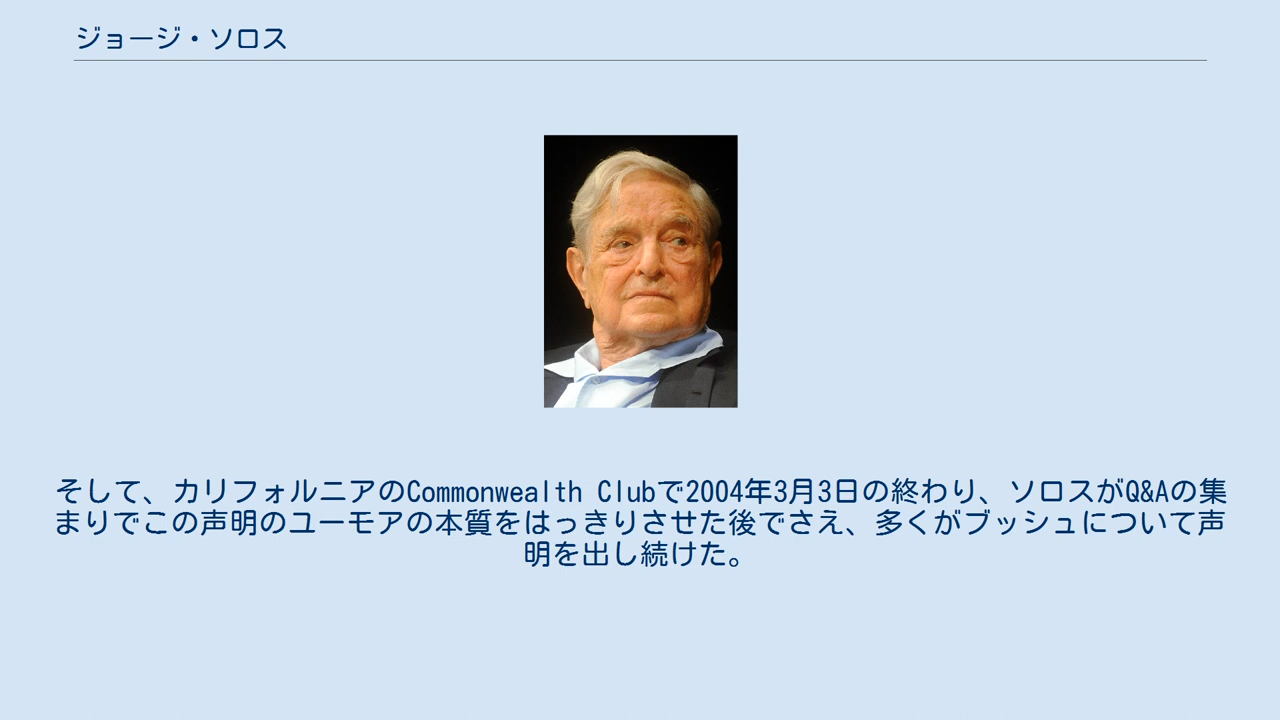 ジョージ・ソロス
そして、カリフォルニアのCommonwealth Clubで2004年3月3日の終わり、ソロスがQ&Aの集
まりでこの声明のユーモアの本質をはっきりさせた後でさえ、多くがブッシュについて声
明を出し続けた。